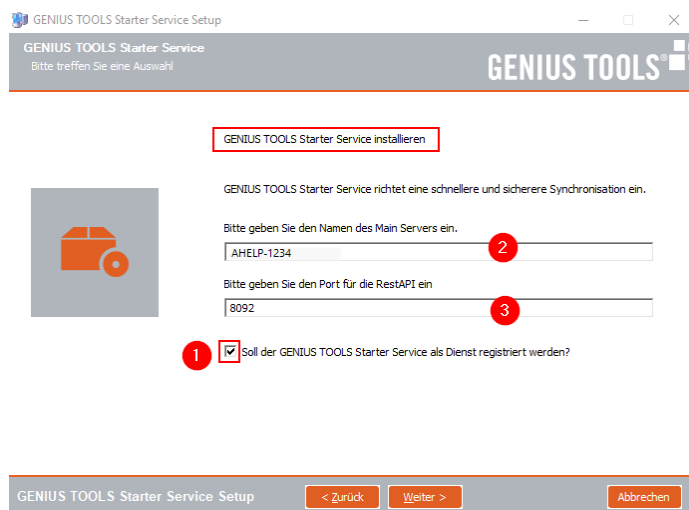 GENIUS TOOLS Starter Service Setup
GENIUS TOOLS Starter Service
Bitte treffen Sie eine Auswahl
GENIUS TOOLS®
GENIUS TOOLS Starter Service installieren
GENIUS TOOLS Starter Service richtet eine schnellere und sicherere Synchronisation ein.
Bitte geben Sie den Namen des Main Servers ein.
AHELP-1234
2
Bitte geben Sie den Port für die RestAPI ein
8092
3
1
Soll der GENIUS TOOLS Starter Service als Dienst registriert werden?
GENIUS TOOLS Starter Service Setup
< Zurück
Weiter >
Abbrechen